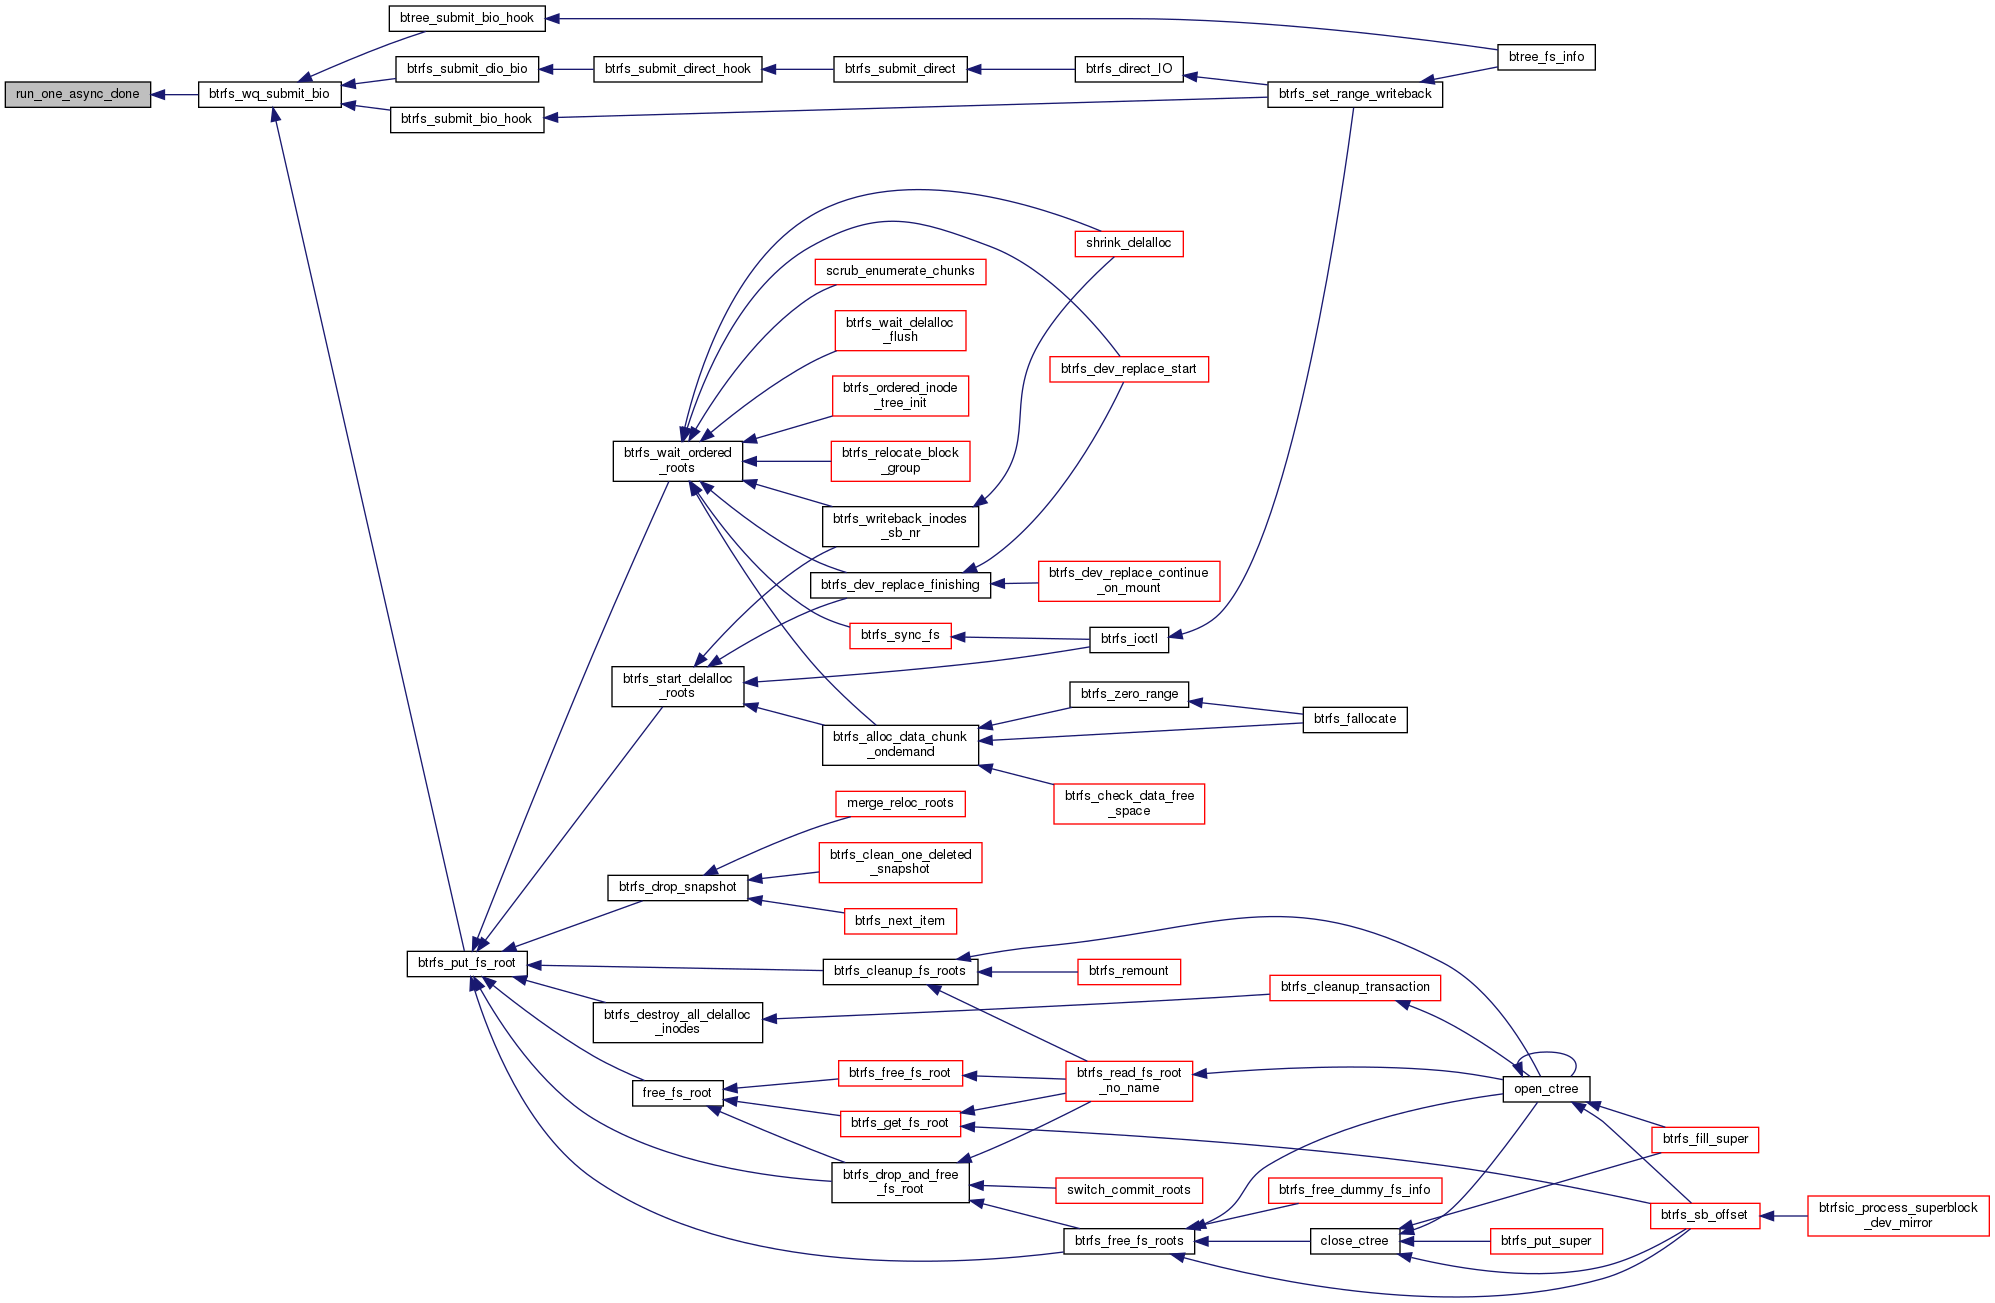 btree_submit_bio_hook
btree_fs_info
btrfs_submit_dio_bio
btrfs_submit_direct_hook
btrfs_submit_direct
btrfs_direct_IO
run_one_async_done
btrfs_wq_submit_bio
btrfs_set_range_writeback
btrfs_submit_bio_hook
shrink_delalloc
scrub_enumerate_chunks
btrfs_wait_delalloc
_flush
btrfs_dev_replace_start
btrfs_ordered_inode
_tree_init
btrfs_wait_ordered
_roots
btrfs_relocate_block
_group
btrfs_writeback_inodes
_sb_nr
btrfs_dev_replace_finishing
btrfs_dev_replace_continue
_on_mount
btrfs_sync_fs
btrfs_ioctl
btrfs_start_delalloc
_roots
btrfs_zero_range
btrfs_fallocate
btrfs_alloc_data_chunk
_ondemand
btrfs_check_data_free
_space
merge_reloc_roots
btrfs_clean_one_deleted
_snapshot
btrfs_drop_snapshot
btrfs_next_item
btrfs_put_fs_root
btrfs_cleanup_fs_roots
btrfs_remount
btrfs_cleanup_transaction
btrfs_destroy_all_delalloc
_inodes
btrfs_free_fs_root
btrfs_read_fs_root
_no_name
open_ctree
free_fs_root
btrfs_get_fs_root
btrfs_fill_super
btrfs_drop_and_free
_fs_root
switch_commit_roots
btrfs_free_dummy_fs_info
btrfs_sb_offset
btrfsic_process_superblock
_dev_mirror
btrfs_free_fs_roots
close_ctree
btrfs_put_super